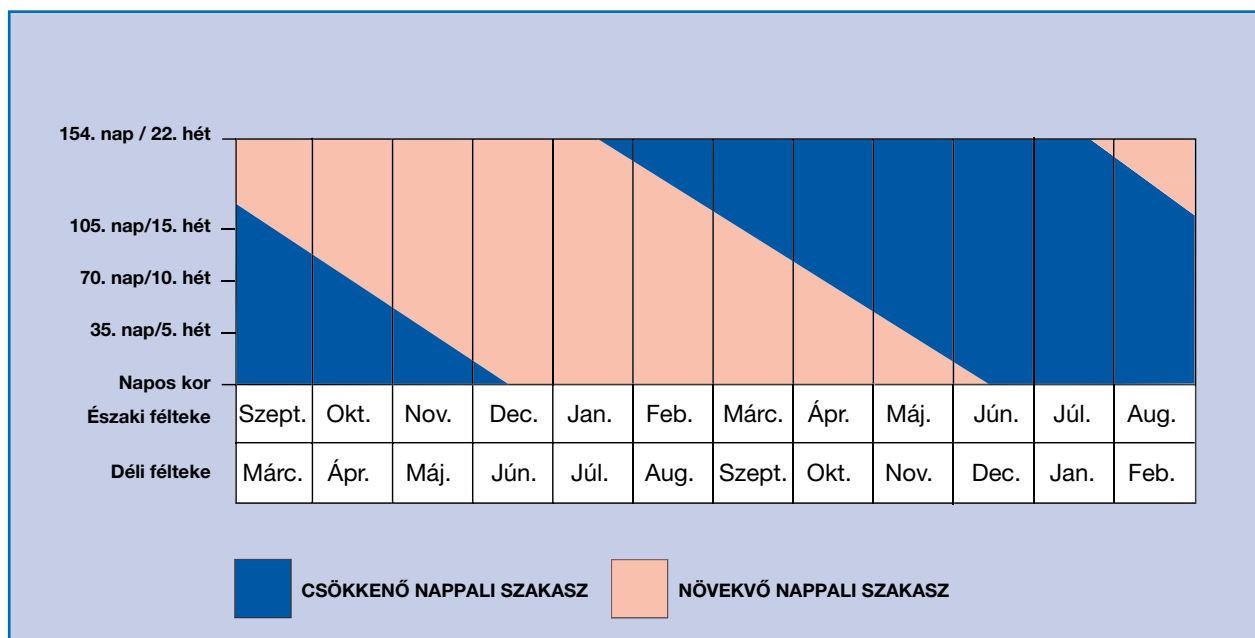 154. nap / 22. hét
105. nap/15. hét
70. nap/10. hét
35. nap/5. hét
Napos kor
Északi félteke Szept. Okt. Nov. Dec. Jan. Feb. Márc. Ápr. Máj. Jún. Júl. Aug.
Déli félteke Márc. Ápr. Máj. Jún. Júl. Aug. Szept. Okt. Nov. Dec. Jan. Feb.
CSÖKKENŐ NAPPALI SZAKASZ NÖVEKVŐ NAPPALI SZAKASZ